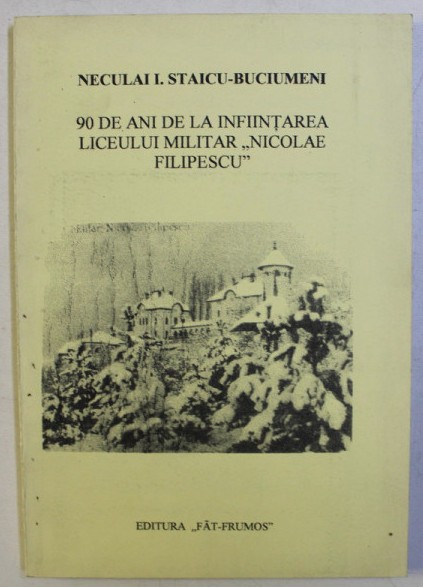 NECULAI I. STAICU-BUCIUMENI
90 DE ANI DE LA INFIINȚAREA
LICEULUI MILITAR „NICOLAE
FILIPESCU”
EDITURA „FĂT-FRUMOS”